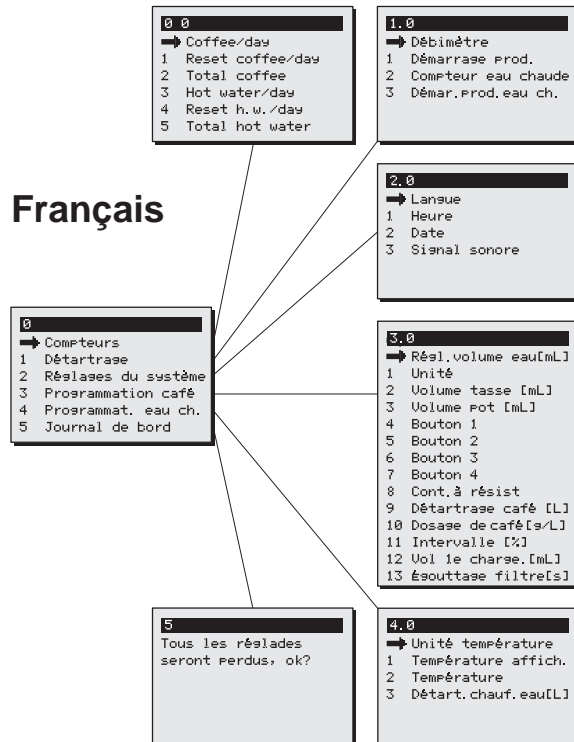 0 0
Coffee/day
1 Reset coffee/day
2 Total coffee
3 Hot water/day
4 Reset h.w./day
5 Total hot water
1.0
Débimètre
1 Démarrage prod.
2 Compteur eau chaude
3 Démar.prod.eau ch.
Français
2.0
Langue
1 Heure
2 Date
3 Signal sonore
0
Compteurs
1 Détartrage
2 Réglages du système
3 Programmation café
4 Programmat. eau ch.
5 Journal de bord
3.0
Régl.volume eau[mL]
1 Unité
2 Volume tasse [mL]
3 Volume pot [mL]
4 Bouton 1
5 Bouton 2
6 Bouton 3
7 Bouton 4
8 Cont.à résist
9 Détartrage café [L]
10 Dosage de café[g/L]
11 Intervalle [%]
12 Vol 1e charge.[mL]
13 Égouttage filtre[s]
5
Tous les réglades
seront perdus, ok?
4.0
Unité température
1 Température affich.
2 Température
3 Détart.chauf.eau[L]